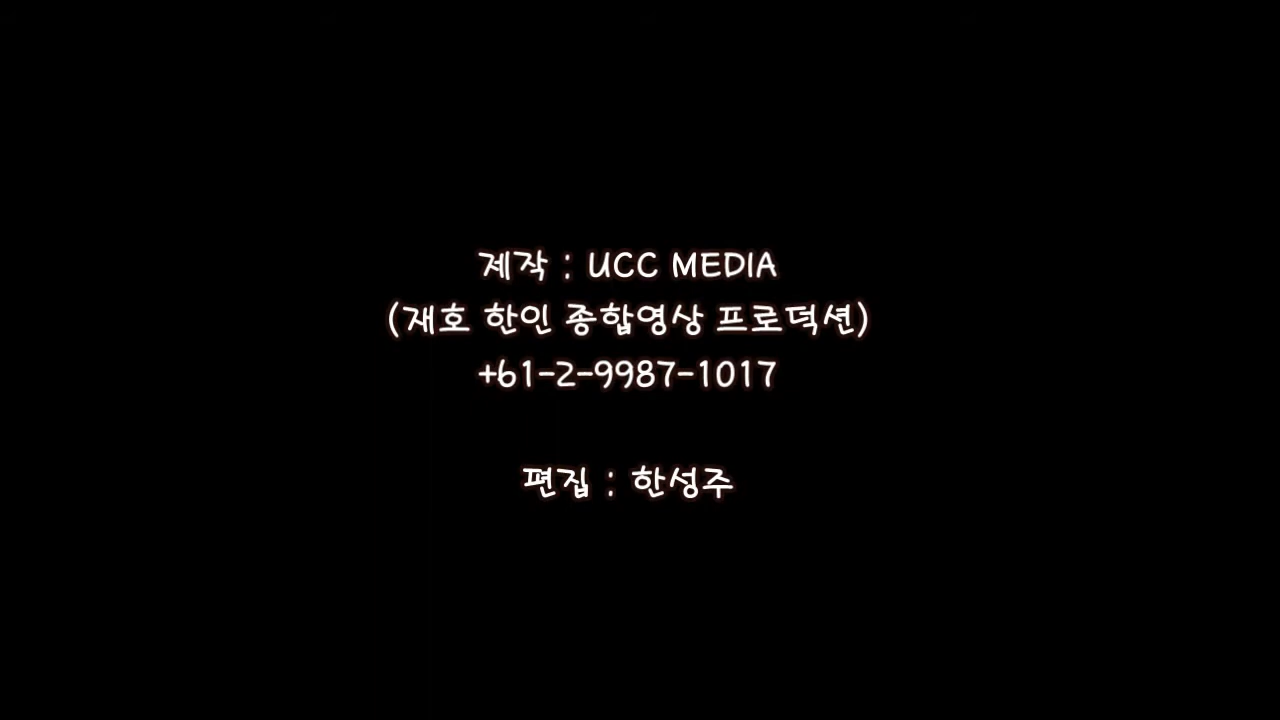 제작 : UCC MEDIA
(재호 한인 종합영상 프로덕션)
+61-2-9987-1017
편집 : 한성주